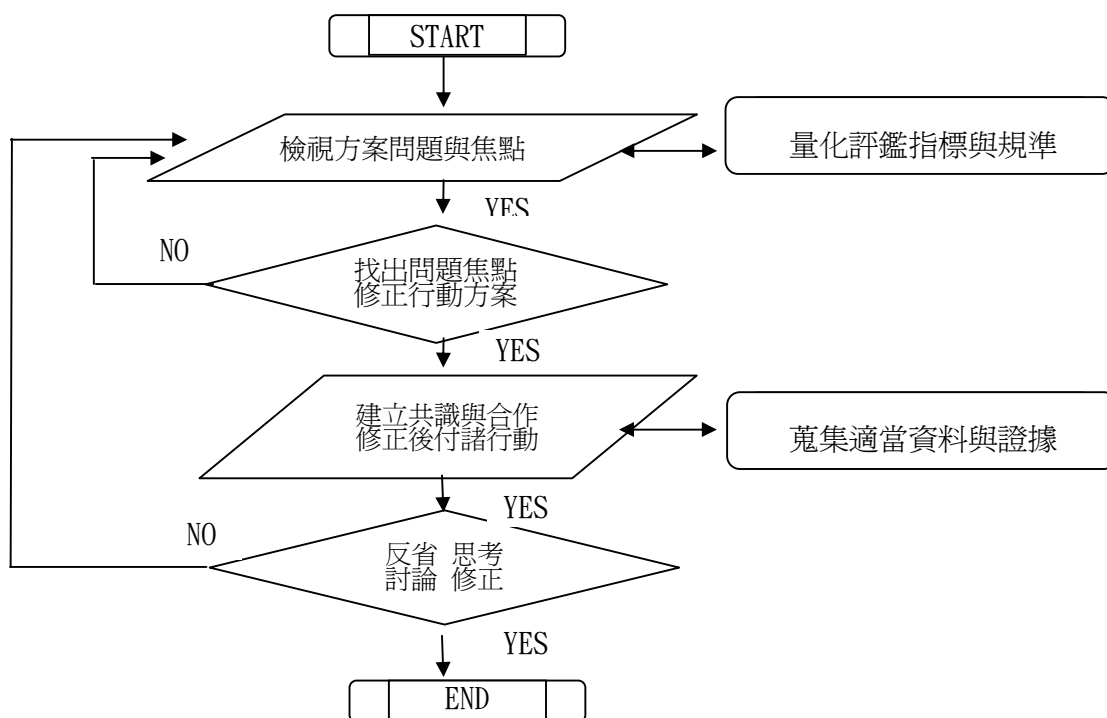 START
檢視方案問題與焦点
量化評鑑指標與規準
YES
NO
找出問題焦點
修正行動方案
YES
建立共識與合作
修正後付諸行動
蒐集適當資料與證據
YES
NO
反省 思考
討論 修正
YES
END